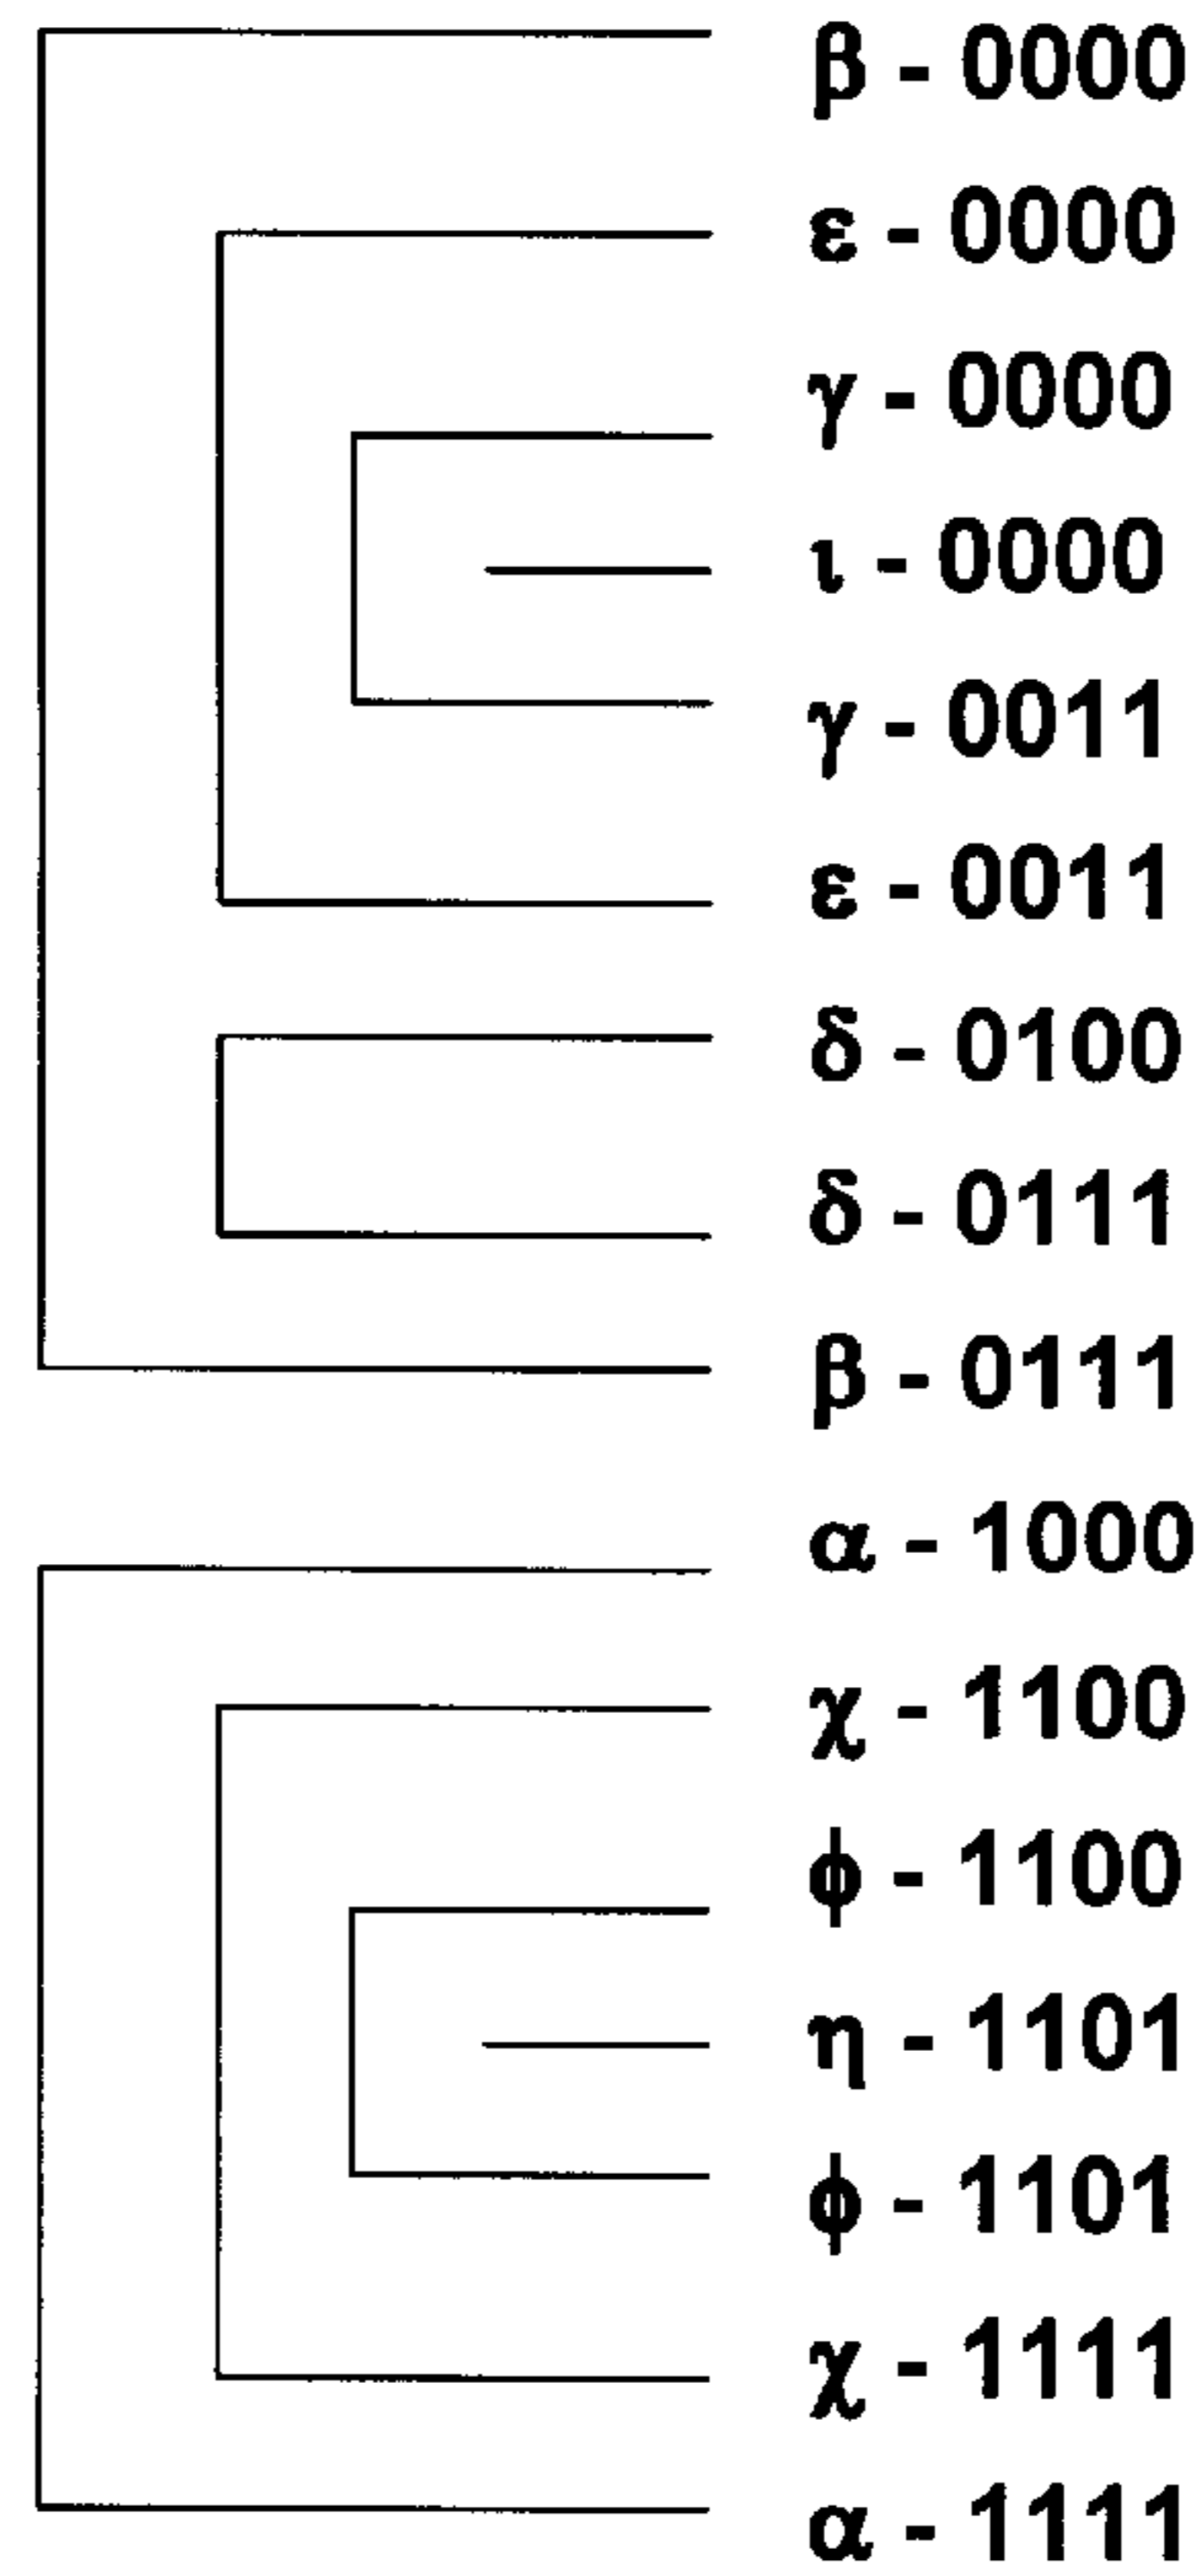 β - 0000
ε - 0000
γ - 0000
ι - 0000
γ - 0011
ε - 0011
δ - 0100
δ - 0111
β - 0111
α - 1000
χ - 1100
ϕ - 1100
η - 1101
ϕ - 1101
χ - 1111
α - 1111